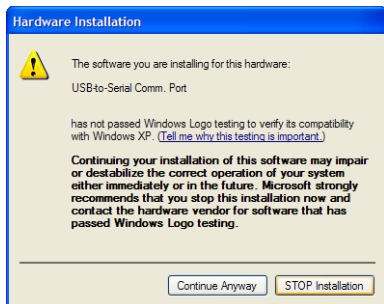 Hardware Installation
The software you are installing for this hardware:
USB-to-Serial Comm. Port
has not passed Windows Logo testing to verify its compatibility
with Windows XP. (Tell me why this testing is important.)
Continuing your installation of this software may impair
or destabilize the correct operation of your system
either immediately or in the future. Microsoft strongly
recommends that you stop this installation now and
contact the hardware vendor for software that has
passed Windows Logo testing.
Continue Anyway STOP Installation